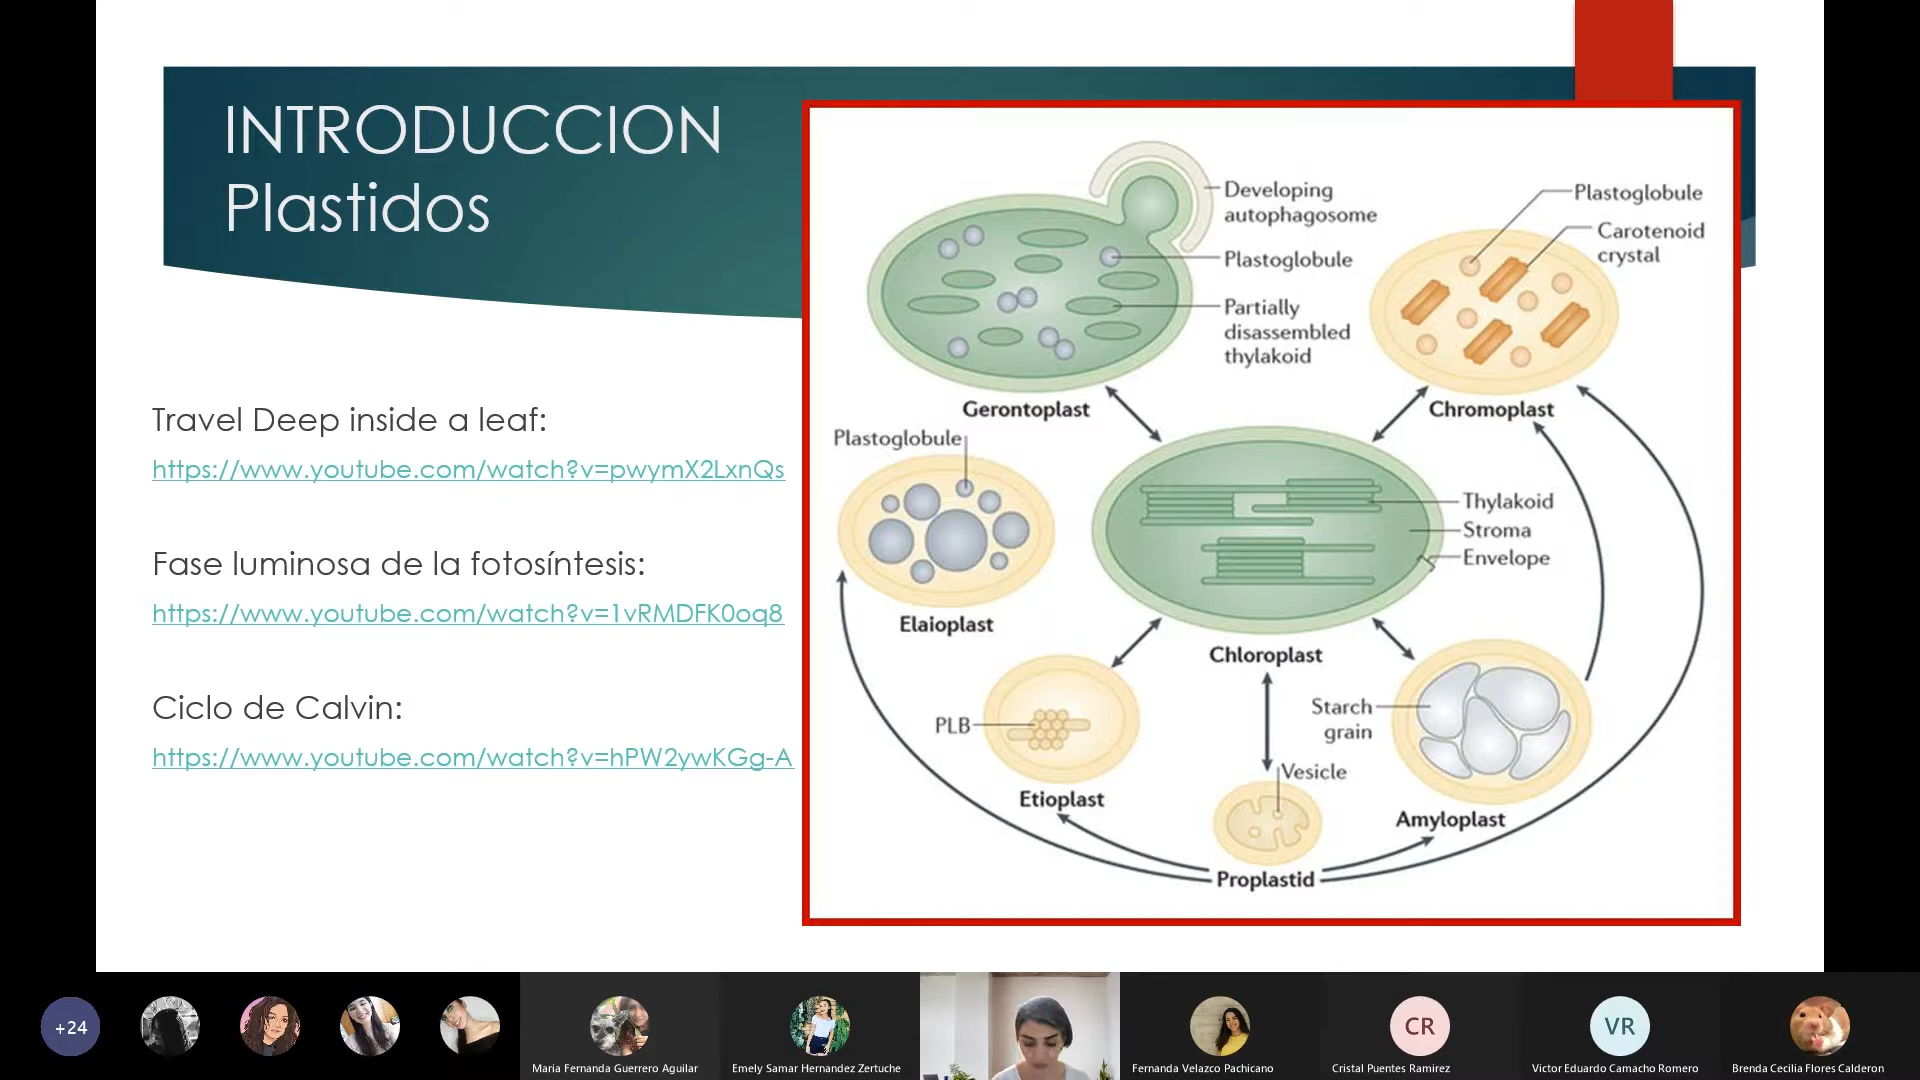 INTRODUCCION
Plastidos
Travel Deep inside a leaf:
https://www.youtube.com/watch?v=pwymX2LxnQs
Fase luminosa de la fotosíntesis:
https://www.youtube.com/watch?v=1vRMDFK0oq8
Ciclo de Calvin:
https://www.youtube.com/watch?v=hPW2ywKGg-A
Developing
autophagosome
Plastoglobule
Partially
disassembled
thylakoid
Gerontoplast
Plastoglobule
Carotenoid
crystal
Chromoplast
Plastoglobule
Elaioplast
Thylakoid
Stroma
Envelope
Chloroplast
PLB
Etioplast
Starch
grain
Amyloplast
Vesicle
Proplastid
+24
Maria Fernanda Guerrero Aguilar
Emely Samar Hernandez Zertuche
Fernanda Velazco Pachicano
CR
Cristal Puentes Ramirez
VR
Victor Eduardo Camacho Romero
Brenda Cecilia Flores Calderon